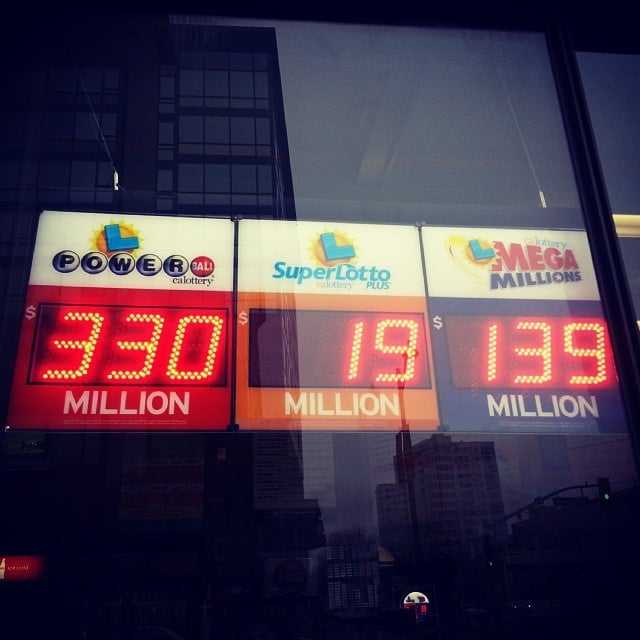 POWERBALL
calottery
$330
MILLION
SuperLotto
calottery PLUS
$19
MILLION
calottery
MEGA
MILLIONS
$139
MILLION